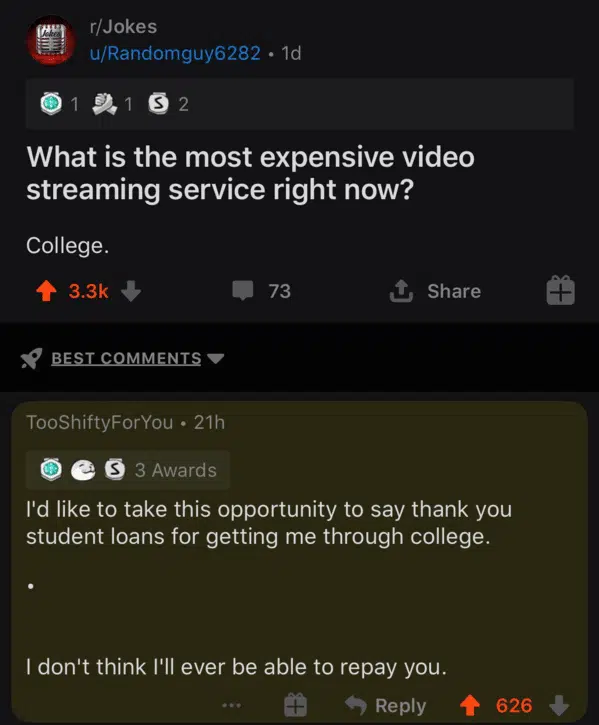 r/Jokes
u/Randomguy6282 • 1d
1 1 S 2
What is the most expensive video
streaming service right now?
College.
3.3k 73 Share
BEST COMMENTS
TooShiftyForYou • 21h
S 3 Awards
I'd like to take this opportunity to say thank you
student loans for getting me through college.
.
I don't think I'll ever be able to repay you.
... Reply 626